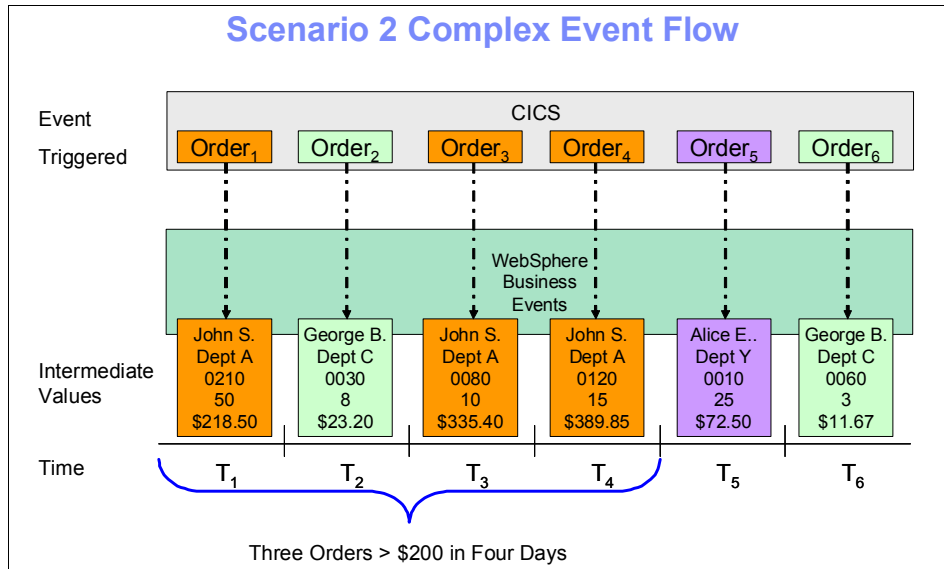 Scenario 2 Complex Event Flow
CICS
Event
Triggered
Order1
Order2
Order3
Order4
Order5
Order6
WebSphere
Business
Events
Intermediate
Values
John S.
Dept A
0210
50
$218.50
George B.
Dept C
0030
8
$23.20
John S.
Dept A
0080
10
$335.40
John S.
Dept A
0120
15
$389.85
Alice E..
Dept Y
0010
25
$72.50
George B.
Dept C
0060
3
$11.67
Time
T1
T2
T3
T4
T5
T6
Three Orders > $200 in Four Days